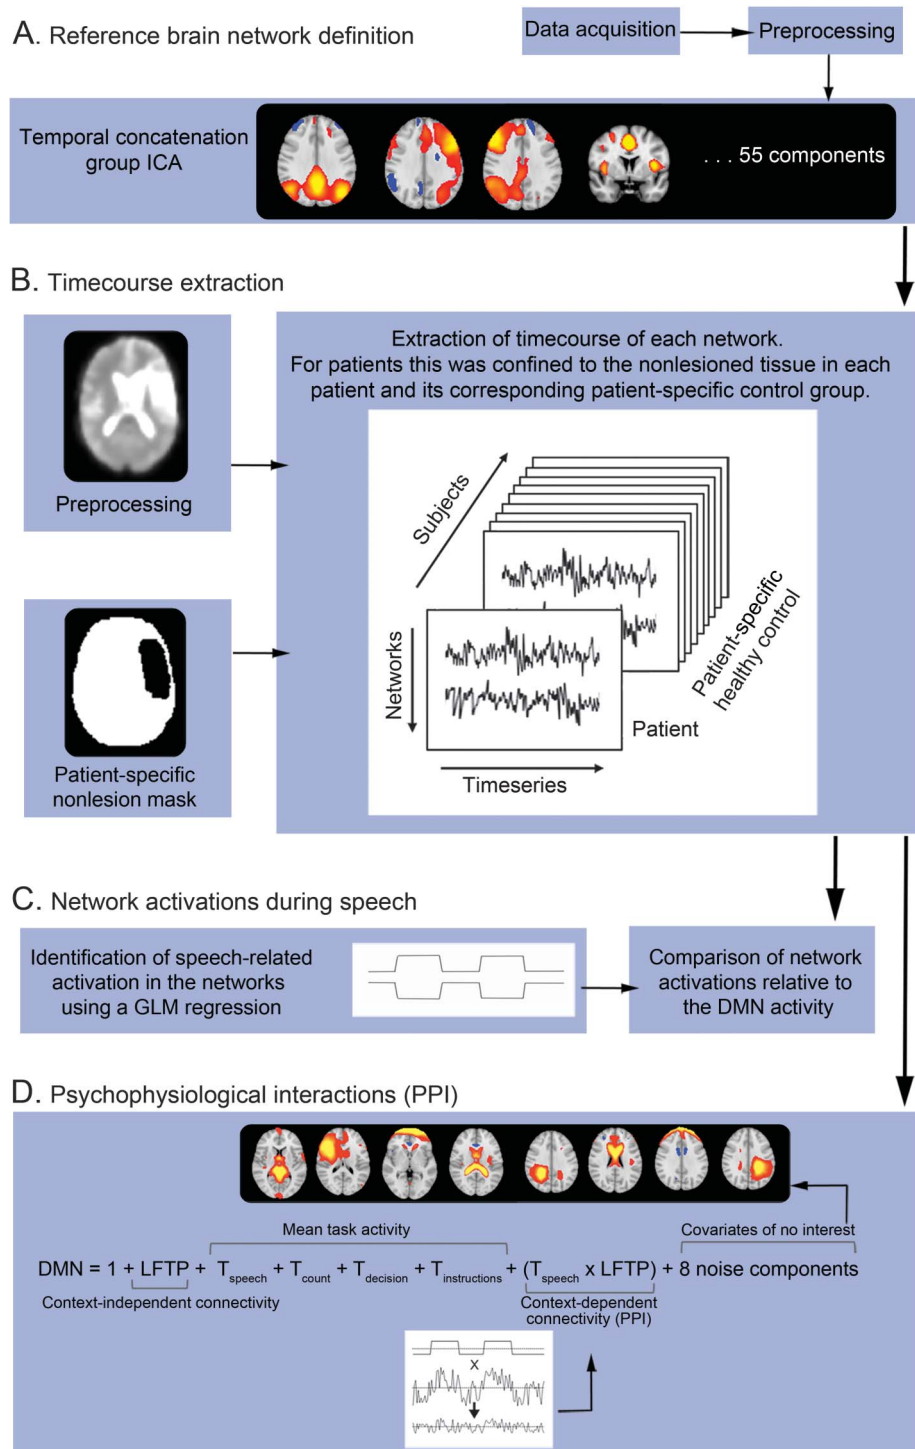 A. Reference brain network definition
Data acquisition
Preprocessing
Temporal concatenation
group ICA
. . . 55 components
B. Timecourse extraction
Preprocessing
Patient-specific
nonlesion mask
Extraction of timecourse of each network.
For patients this was confined to the nonlesioned tissue in each
patient and its corresponding patient-specific control group.
Subjects
Networks
Timeseries
Patient
Patient-specific
healthy control
C. Network activations during speech
Identification of speech-related
activation in the networks
using a GLM regression
Comparison of network
activations relative to
the DMN activity
D. Psychophysiological interactions (PPI)
Mean task activity
Covariates of no interest
DMN = 1 + LFTP + Tspeech + Tcount + Tdecision + Tinstructions + (Tspeech x LFTP) + 8 noise components
Context-independent connectivity
Context-dependent
connectivity (PPI)
X